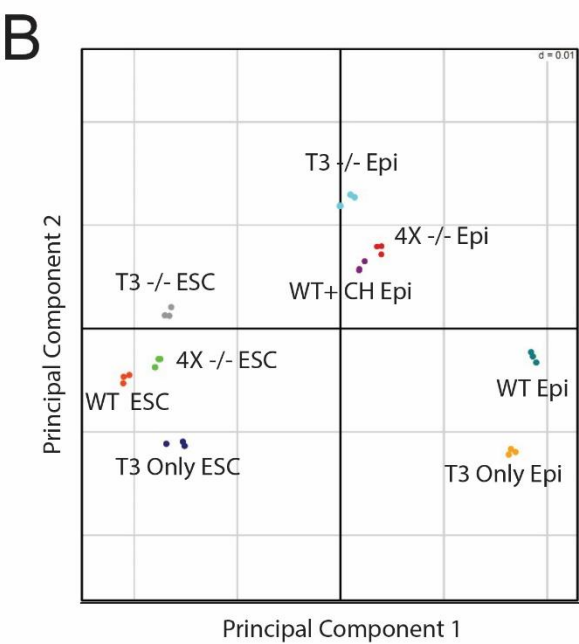 B
d = 0.01
T3 -/- Epi
4X -/- Epi
T3 -/- ESC
WT+ CH Epi
4X -/- ESC
WT ESC
WT Epi
T3 Only ESC
T3 Only Epi
Principal Component 2
Principal Component 1